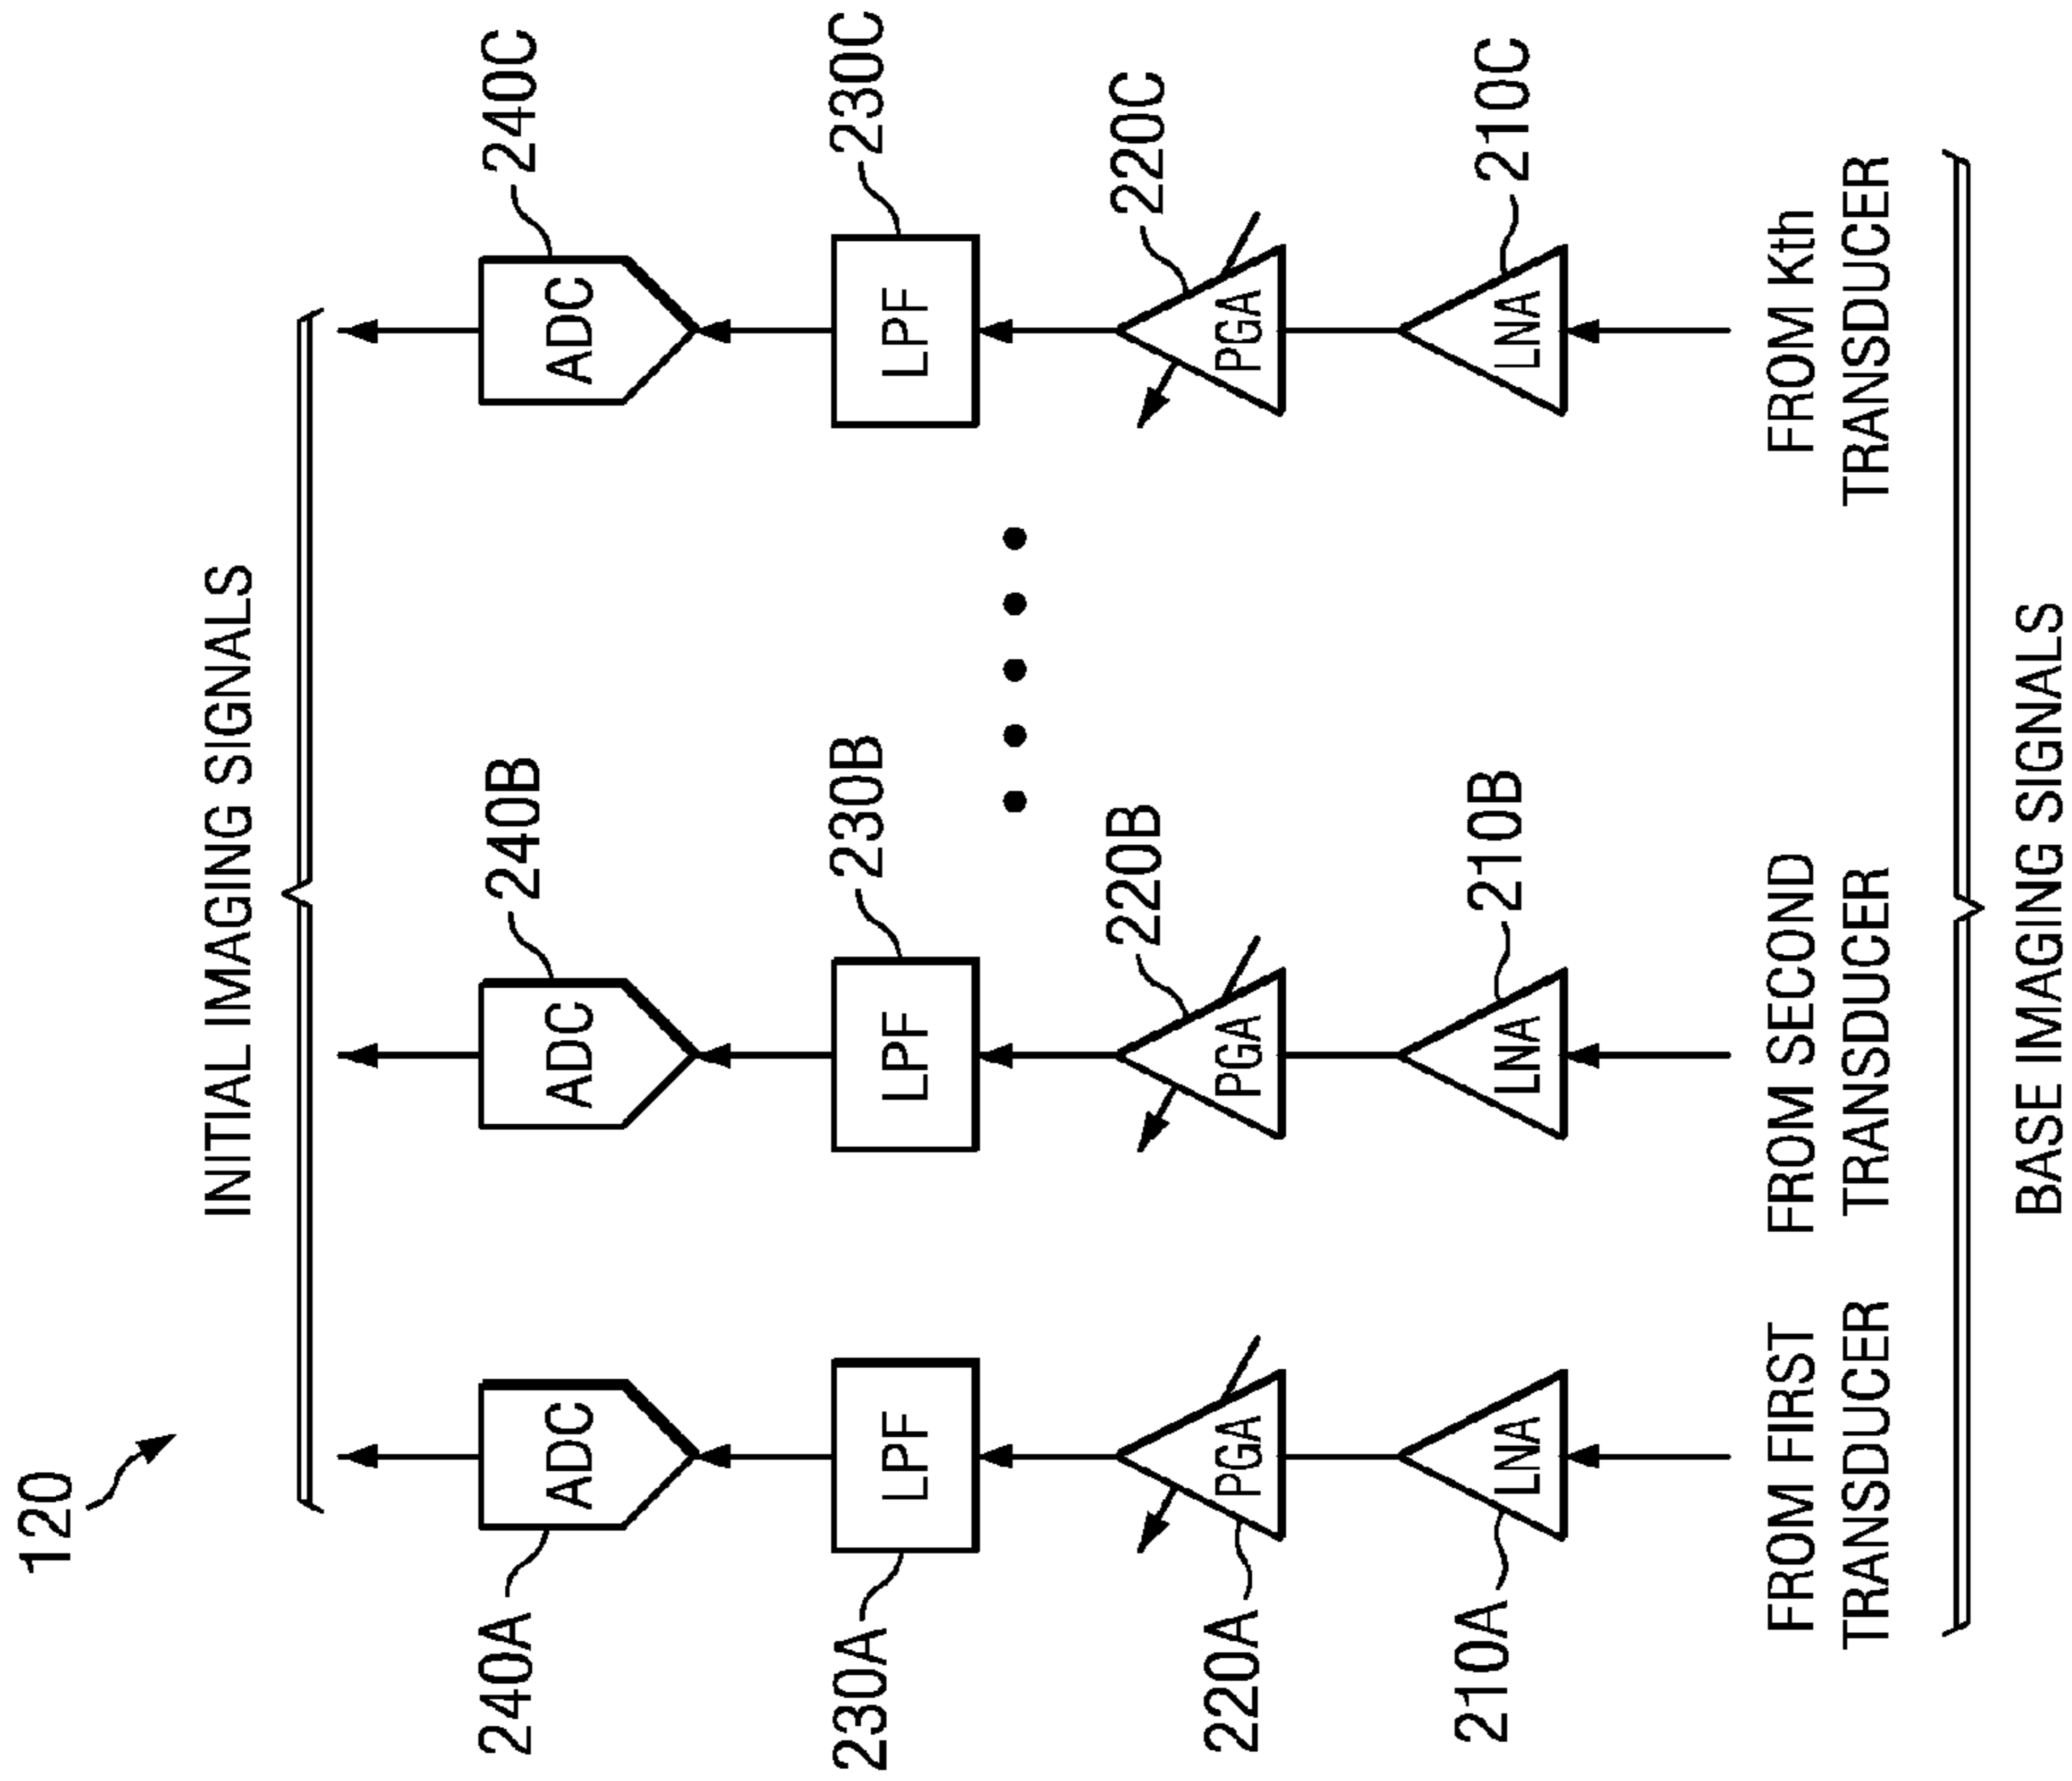 120
INITIAL IMAGING SIGNALS
240A
ADC
240B
ADC
240C
ADC
230A
LPF
230B
LPF
230C
LPF
220A
PGA
220B
PGA
220C
PGA
210A
LNA
210B
LNA
210C
LNA
FROM FIRST
TRANSDUCER
FROM SECOND
TRANSDUCER
FROM Kth
TRANSDUCER
BASE IMAGING SIGNALS